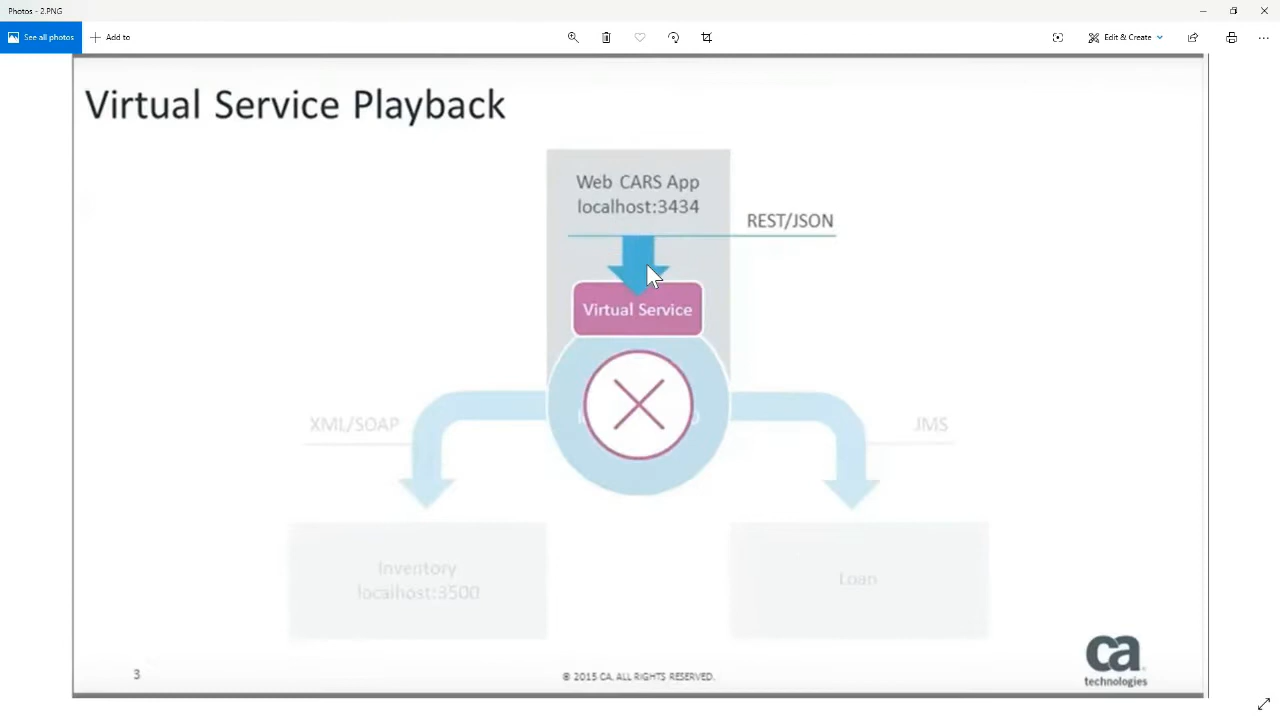 Photos - 2.PNG
See all photos
Add to
Edit & Create
Virtual Service Playback
Web CARS App
localhost:3434
REST/JSON
Virtual Service
XML/SOAP
JMS
Inventory
localhost:3500
Loan
3
© 2015 CA. ALL RIGHTS RESERVED.
ca
technologies